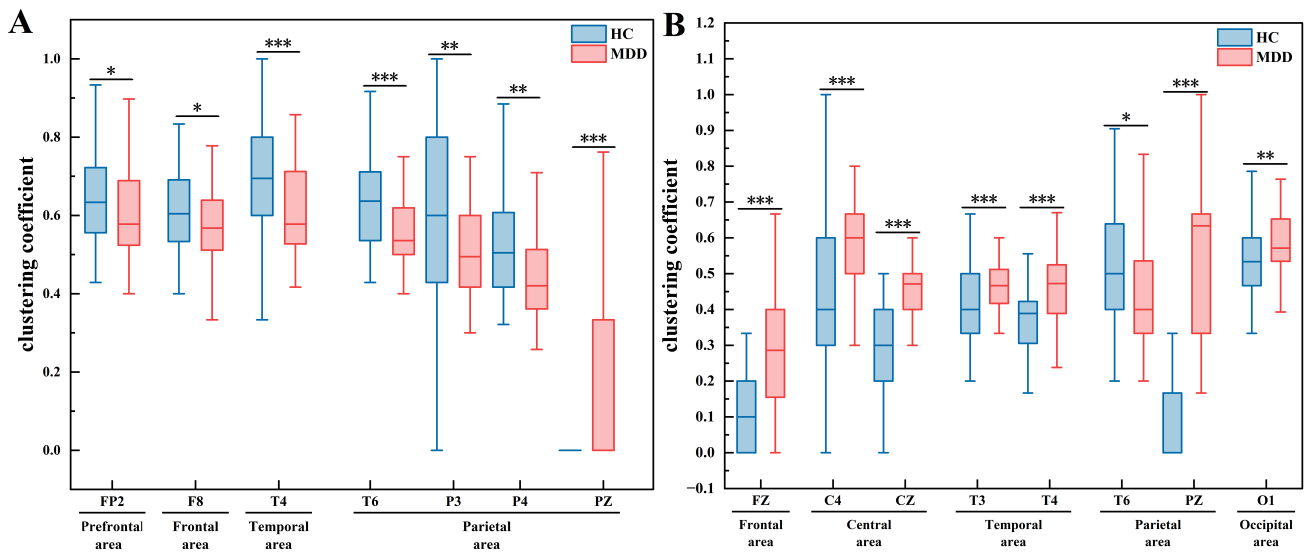 A
HC
MDD
clustering coefficient
1.0
0.8
0.6
0.4
0.2
0.0
*
*
***
***
**
**
***
FP2
F8
T4
T6
P3
P4
PZ
Prefrontal
area
Frontal
area
Temporal
area
Parietal
area
B
HC
MDD
clustering coefficient
1.2
1.1
1.0
0.9
0.8
0.7
0.6
0.5
0.4
0.3
0.2
0.1
0.0
−0.1
***
***
***
***
***
*
***
**
FZ
C4
CZ
T3
T4
T6
PZ
O1
Frontal
area
Central
area
Temporal
area
Parietal
area
Occipital
area